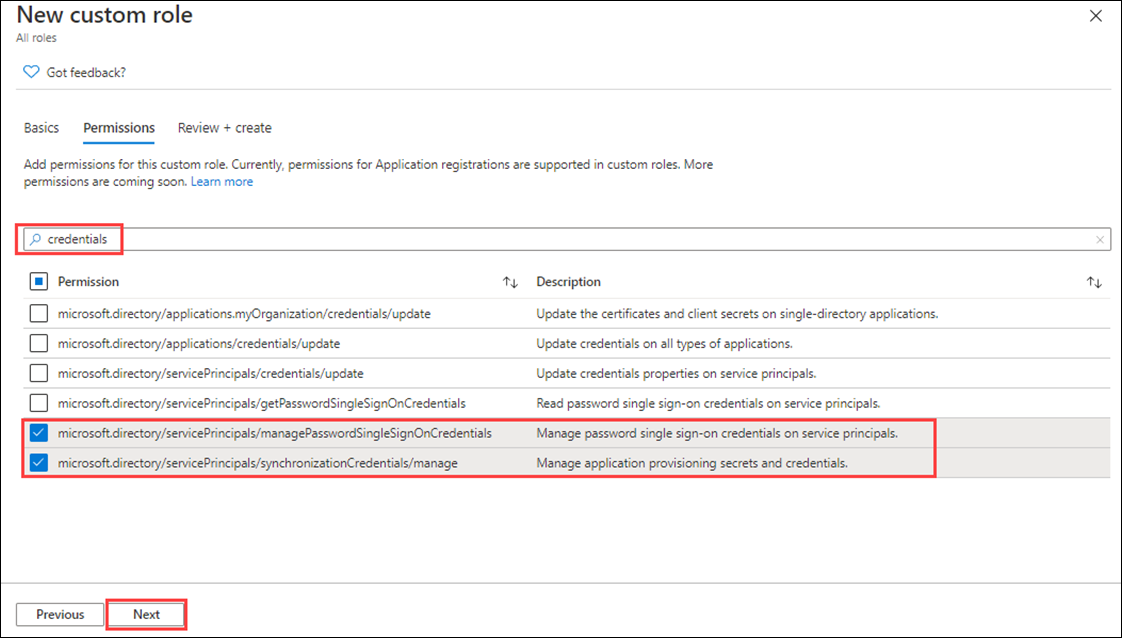 New custom role
All roles
Got feedback?
Basics Permissions Review + create
Add permissions for this custom role. Currently, permissions for Application registrations are supported in custom roles. More
permissions are coming soon. Learn more
credentials
Permission Description
microsoft.directory/applications.myOrganization/credentials/update Update the certificates and client secrets on single-directory applications.
microsoft.directory/applications/credentials/update Update credentials on all types of applications.
microsoft.directory/servicePrincipals/credentials/update Update credentials properties on service principals.
microsoft.directory/servicePrincipals/getPasswordSingleSignOnCredentials Read password single sign-on credentials on service principals.
microsoft.directory/servicePrincipals/managePasswordSingleSignOnCredentials Manage password single sign-on credentials on service principals.
microsoft.directory/servicePrincipals/synchronizationCredentials/manage Manage application provisioning secrets and credentials.
Previous Next